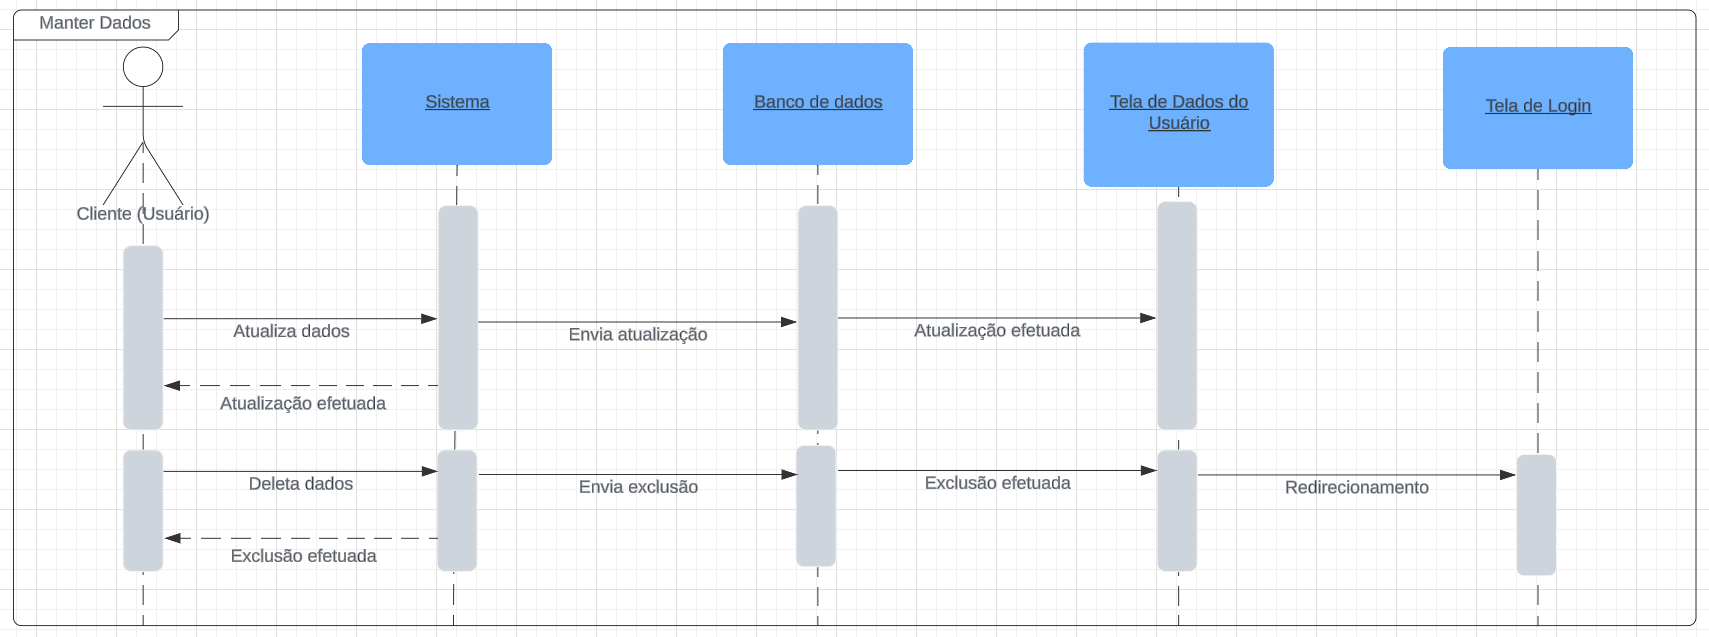 Manter Dados
Cliente (Usuário)
Sistema
Banco de dados
Tela de Dados do
Usuário
Tela de Login
Atualiza dados
Envia atualização
Atualização efetuada
Atualização efetuada
Deleta dados
Envia exclusão
Exclusão efetuada
Redirecionamento
Exclusão efetuada